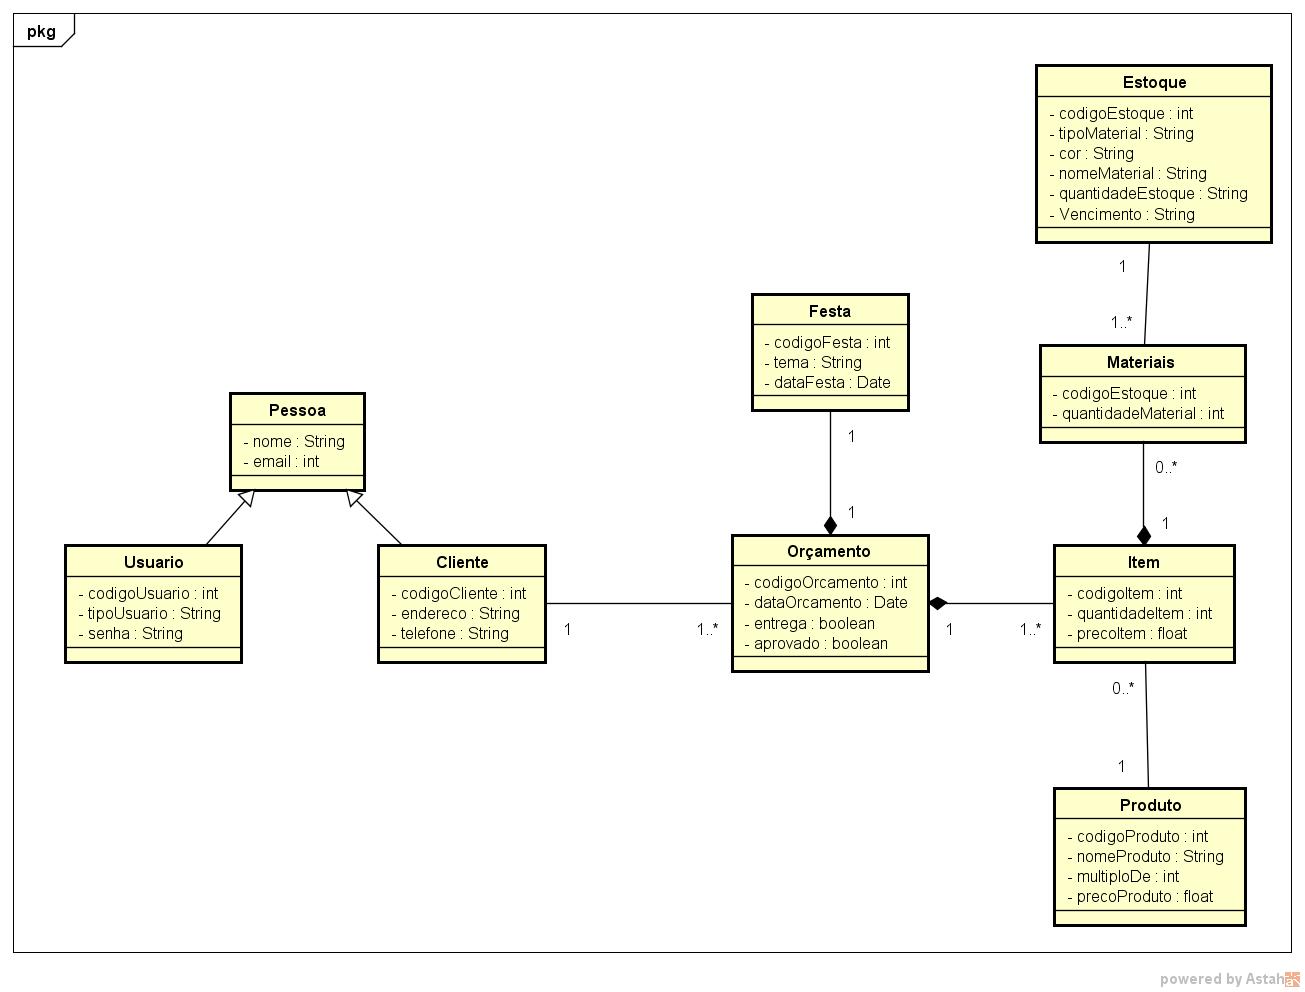 pkg
Estoque
- codigoEstoque : int
- tipoMaterial : String
- cor : String
- nomeMaterial : String
- quantidadeEstoque : String
- Vencimento : String
1
1..*
Festa
- codigoFesta : int
- tema : String
- dataFesta : Date
Materiais
- codigoEstoque : int
- quantidadeMaterial : int
Pessoa
- nome : String
- email : int
1
0..*
1
1
Usuario
- codigoUsuario : int
- tipoUsuario : String
- senha : String
Cliente
- codigoCliente : int
- endereco : String
- telefone : String
1
1..*
Orçamento
- codigoOrcamento : int
- dataOrcamento : Date
- entrega : boolean
- aprovado : boolean
1
1..*
Item
- codigoItem : int
- quantidadeItem : int
- precoItem : float
0..*
1
Produto
- codigoProduto : int
- nomeProduto : String
- multiploDe : int
- precoProduto : float
powered by Astah